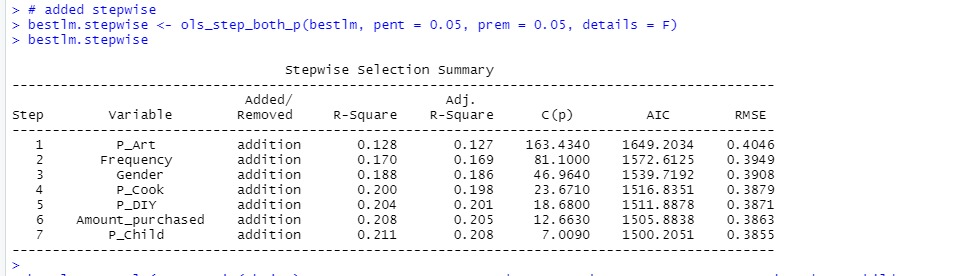 > # added stepwise
> bestlm.stepwise <- ols_step_both_p(bestlm, pent = 0.05, prem = 0.05, details = F)
> bestlm.stepwise
Stepwise Selection Summary
------------------------------------------------------------------------------------------
Added/ Adj.
Step Variable Removed R-Square R-Square C(p) AIC RMSE
------------------------------------------------------------------------------------------
1 P_Art addition 0.128 0.127 163.4340 1649.2034 0.4046
2 Frequency addition 0.170 0.169 81.1000 1572.6125 0.3949
3 Gender addition 0.188 0.186 46.9640 1539.7192 0.3908
4 P_Cook addition 0.200 0.198 23.6710 1516.8351 0.3879
5 P_DIY addition 0.204 0.201 18.6800 1511.8878 0.3871
6 Amount_purchased addition 0.208 0.205 12.6630 1505.8838 0.3863
7 P_Child addition 0.211 0.208 7.0090 1500.2051 0.3855
------------------------------------------------------------------------------------------
>